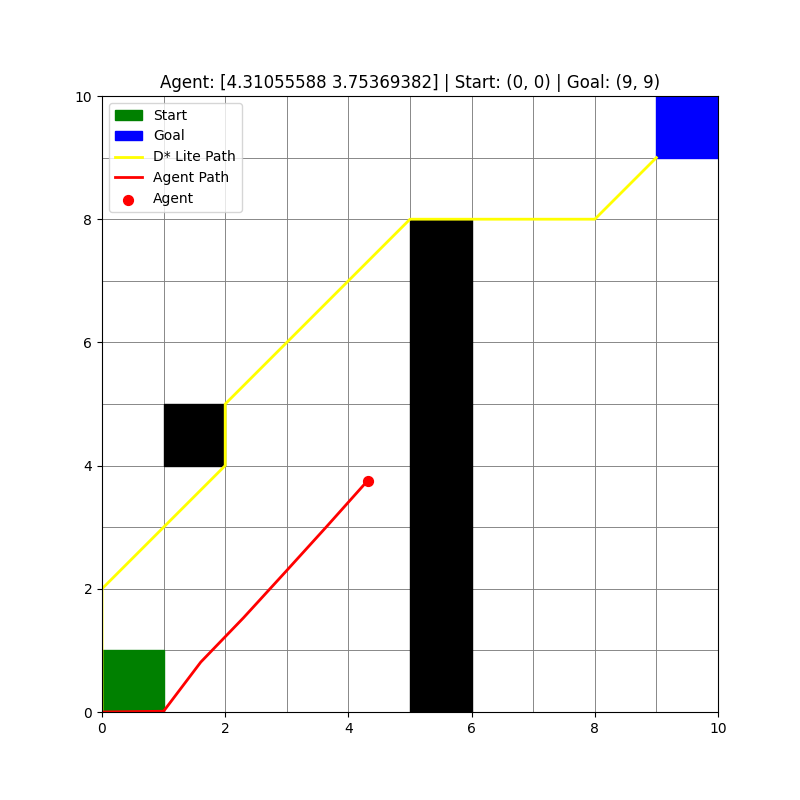 Agent: [4.31055588 3.75369382] | Start: (0, 0) | Goal: (9, 9)
Start
Goal
D* Lite Path
Agent Path
Agent
10
8
6
4
2
0
0 2 4 6 8 10